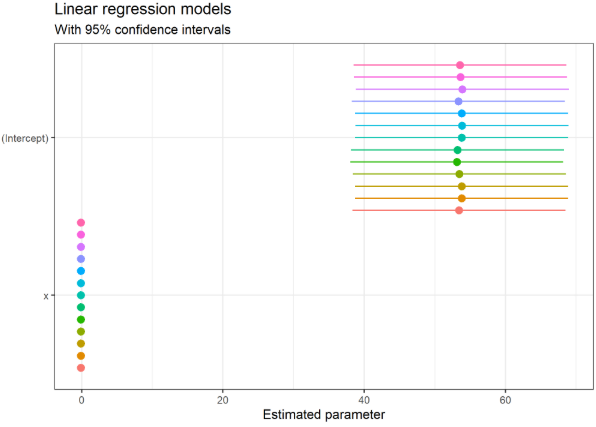 Linear regression models
With 95% confidence intervals
(Intercept)
x
0 20 40 60
Estimated parameter